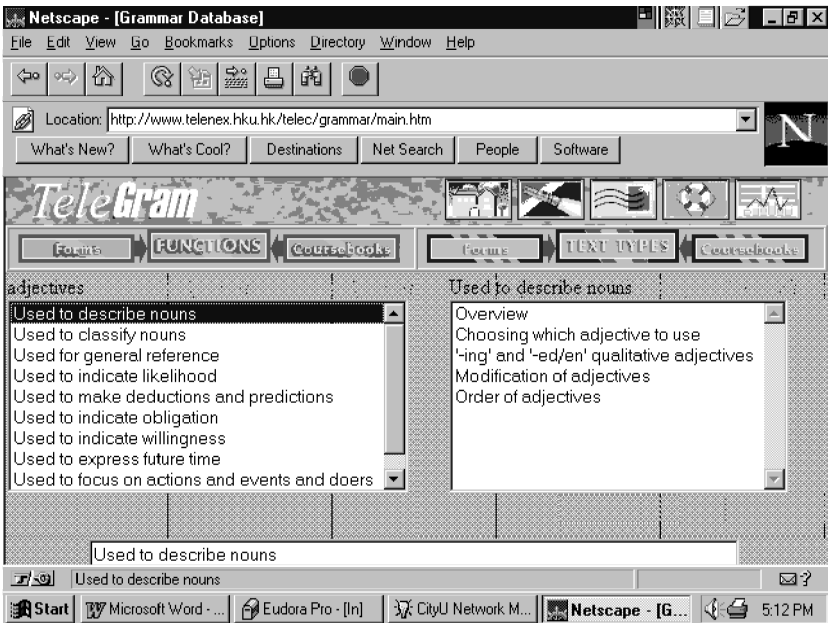 Netscape - [Grammar Database]
File Edit View Go Bookmarks Options Directory Window Help
Location: http://www.telenex.hku.hk/telec/grammar/main.htm
N
What's New? What's Cool? Destinations Net Search People Software
TeleGram
Forms FUNCTIONS Coursebooks Forms TEXT TYPES Coursebooks
adjectives
Used to describe nouns
Used to classify nouns
Used for general reference
Used to indicate likelihood
Used to make deductions and predictions
Used to indicate obligation
Used to indicate willingness
Used to express future time
Used to focus on actions and events and doers
Used to describe nouns
Overview
Choosing which adjective to use
'-ing' and '-ed/en' qualitative adjectives
Modification of adjectives
Order of adjectives
Used to describe nouns
Used to describe nouns
Start Microsoft Word - ... Eudora Pro - [In] CityU Network M... Netscape - [G... 5:12 PM